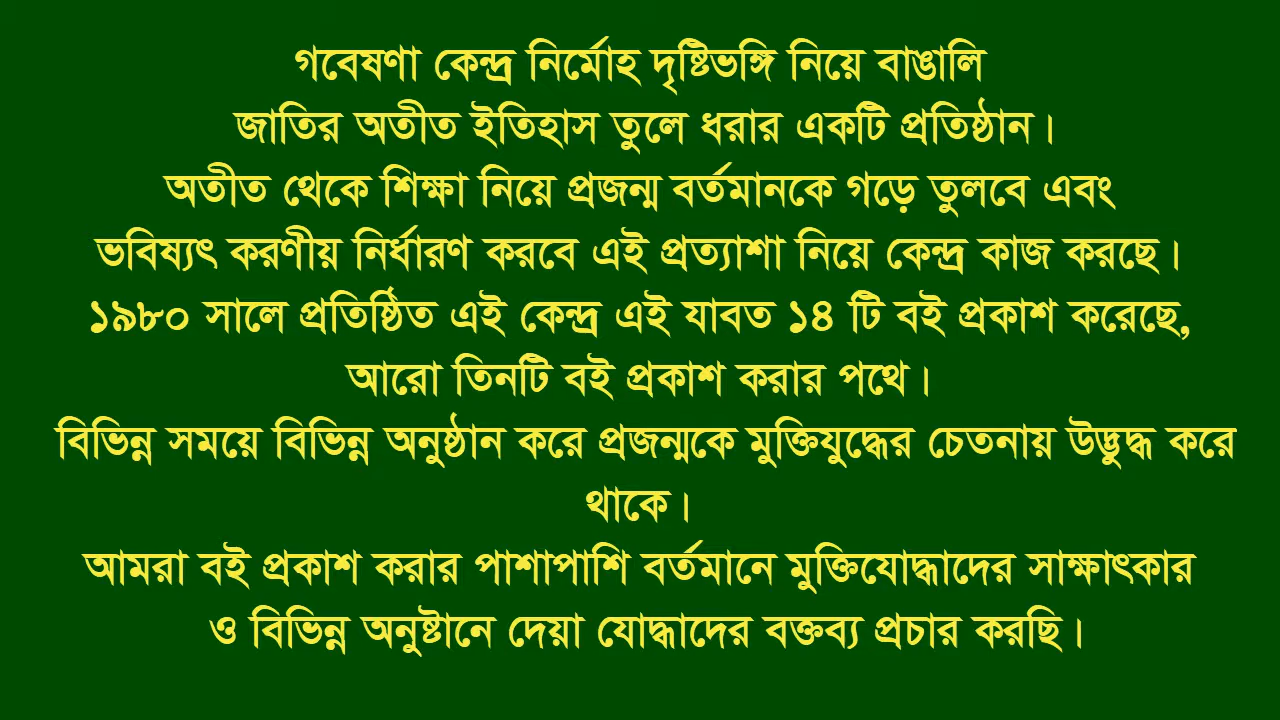 গবেষণা কেন্দ্র নির্মোহ দৃষ্টিভঙ্গি নিয়ে বাঙালি
জাতির অতীত ইতিহাস তুলে ধরার একটি প্রতিষ্ঠান।
অতীত থেকে শিক্ষা নিয়ে প্রজন্ম বর্তমানকে গড়ে তুলবে এবং
ভবিষ্যৎ করণীয় নির্ধারণ করবে এই প্রত্যাশা নিয়ে কেন্দ্র কাজ করছে।
১৯৮০ সালে প্রতিষ্ঠিত এই কেন্দ্র এই যাবত ১৪ টি বই প্রকাশ করেছে,
আরো তিনটি বই প্রকাশ করার পথে।
বিভিন্ন সময়ে বিভিন্ন অনুষ্ঠান করে প্রজন্মকে মুক্তিযুদ্ধের চেতনায় উদ্ভুদ্ধ করে
থাকে।
আমরা বই প্রকাশ করার পাশাপাশি বর্তমানে মুক্তিযোদ্ধাদের সাক্ষাৎকার
ও বিভিন্ন অনুষ্টানে দেয়া যোদ্ধাদের বক্তব্য প্রচার করছি।